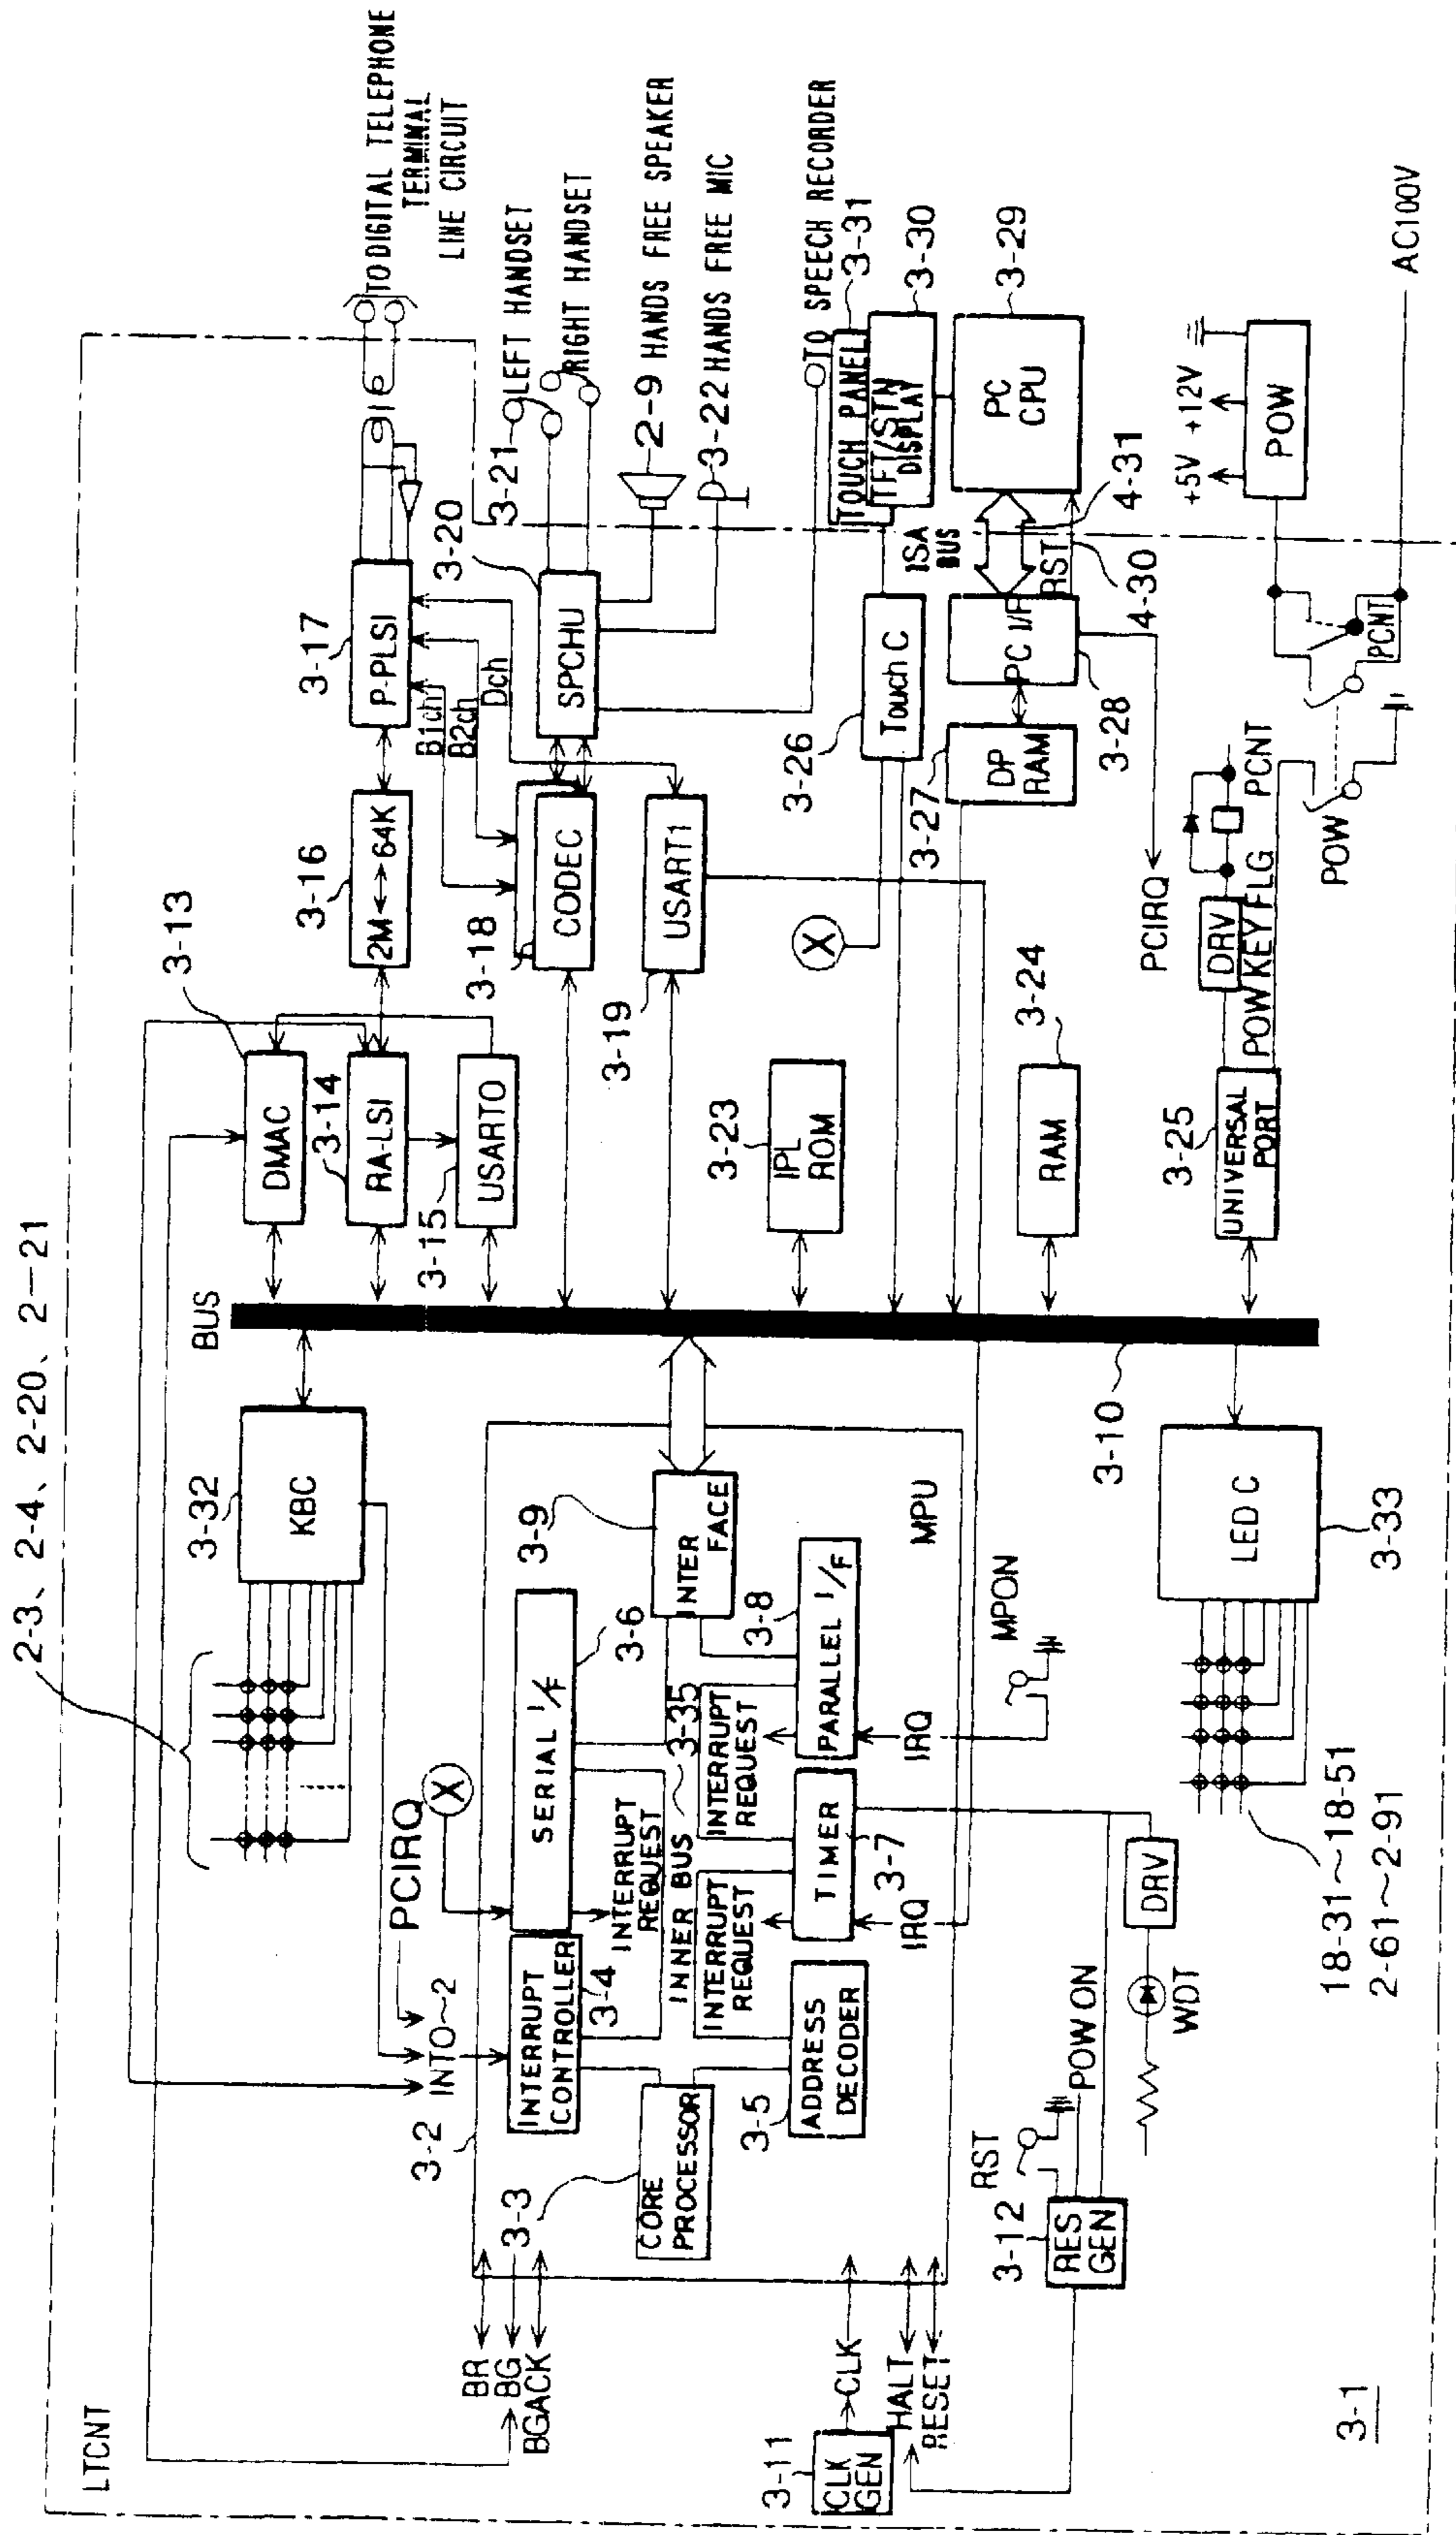 LTCNT
2-3、2-4、2-20、2—21
3-32
KBC
BUS
3-13
DMAC
3-14
RA-LSI
3-15
USARTO
3-16
2M↔64K
3-17
P-PLSI
TO DIGITAL TELEPHONE
TERMINAL
LINE CIRCUIT
B1ch
B2ch
Dch
3-18
CODEC
3-20
SPCHU
3-21
LEFT HANDSET
RIGHT HANDSET
2-9 HANDS FREE SPEAKER
3-22 HANDS FREE MIC
TO SPEECH RECORDER
3-19
USART1
X
3-26
Touch C
TOUCH PANEL
3-31
TFT/STN
DISPLAY
3-30
PC
CPU
3-29
ISA
BUS
4-31
RST
4-30
PC I/F
3-28
DP
RAM
3-27
PCIRQ
3-23
IPL
ROM
3-24
RAM
3-25
UNIVERSAL
PORT
DRV
POWKEYFLG
PCNT
POW
PCNT
+5V
+12V
POW
AC100V
PCIRQ
X
INTO~2
3-2
INTERRUPT
CONTROLLER
3-4
SERIAL I/F
3-6
3-9
INTER
FACE
INTERRUPT
REQUEST
INNER BUS
3-35
INTERRUPT
REQUEST
INTERRUPT
REQUEST
3-3
CORE
PROCESSOR
3-5
ADDRESS
DECODER
TIMER
3-7
PARALLEL I/F
3-8
MPU
IRQ
IRQ
MPON
BR
BG
BGACK
CLK
HALT
RESET
3-11
CLK
GEN
3-12
RES
GEN
RST
POW ON
WDT
DRV
3-10
LED C
3-33
18-31~18-51
2-61~2-91
3-1